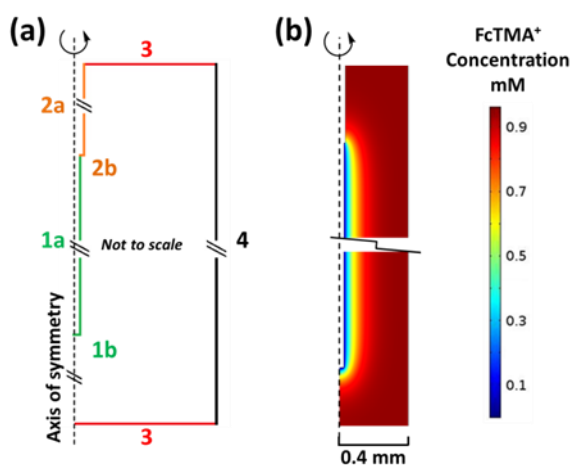 (a)
3
2a
2b
1a
Not to scale
4
1b
Axis of symmetry
3
(b)
0.4 mm
FcTMA⁺
Concentration
mM
0.9
0.7
0.5
0.3
0.1